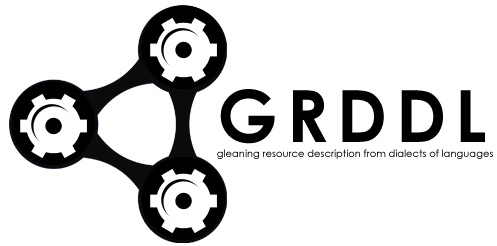 GRDDL
gleaning resource description from dialects of languages